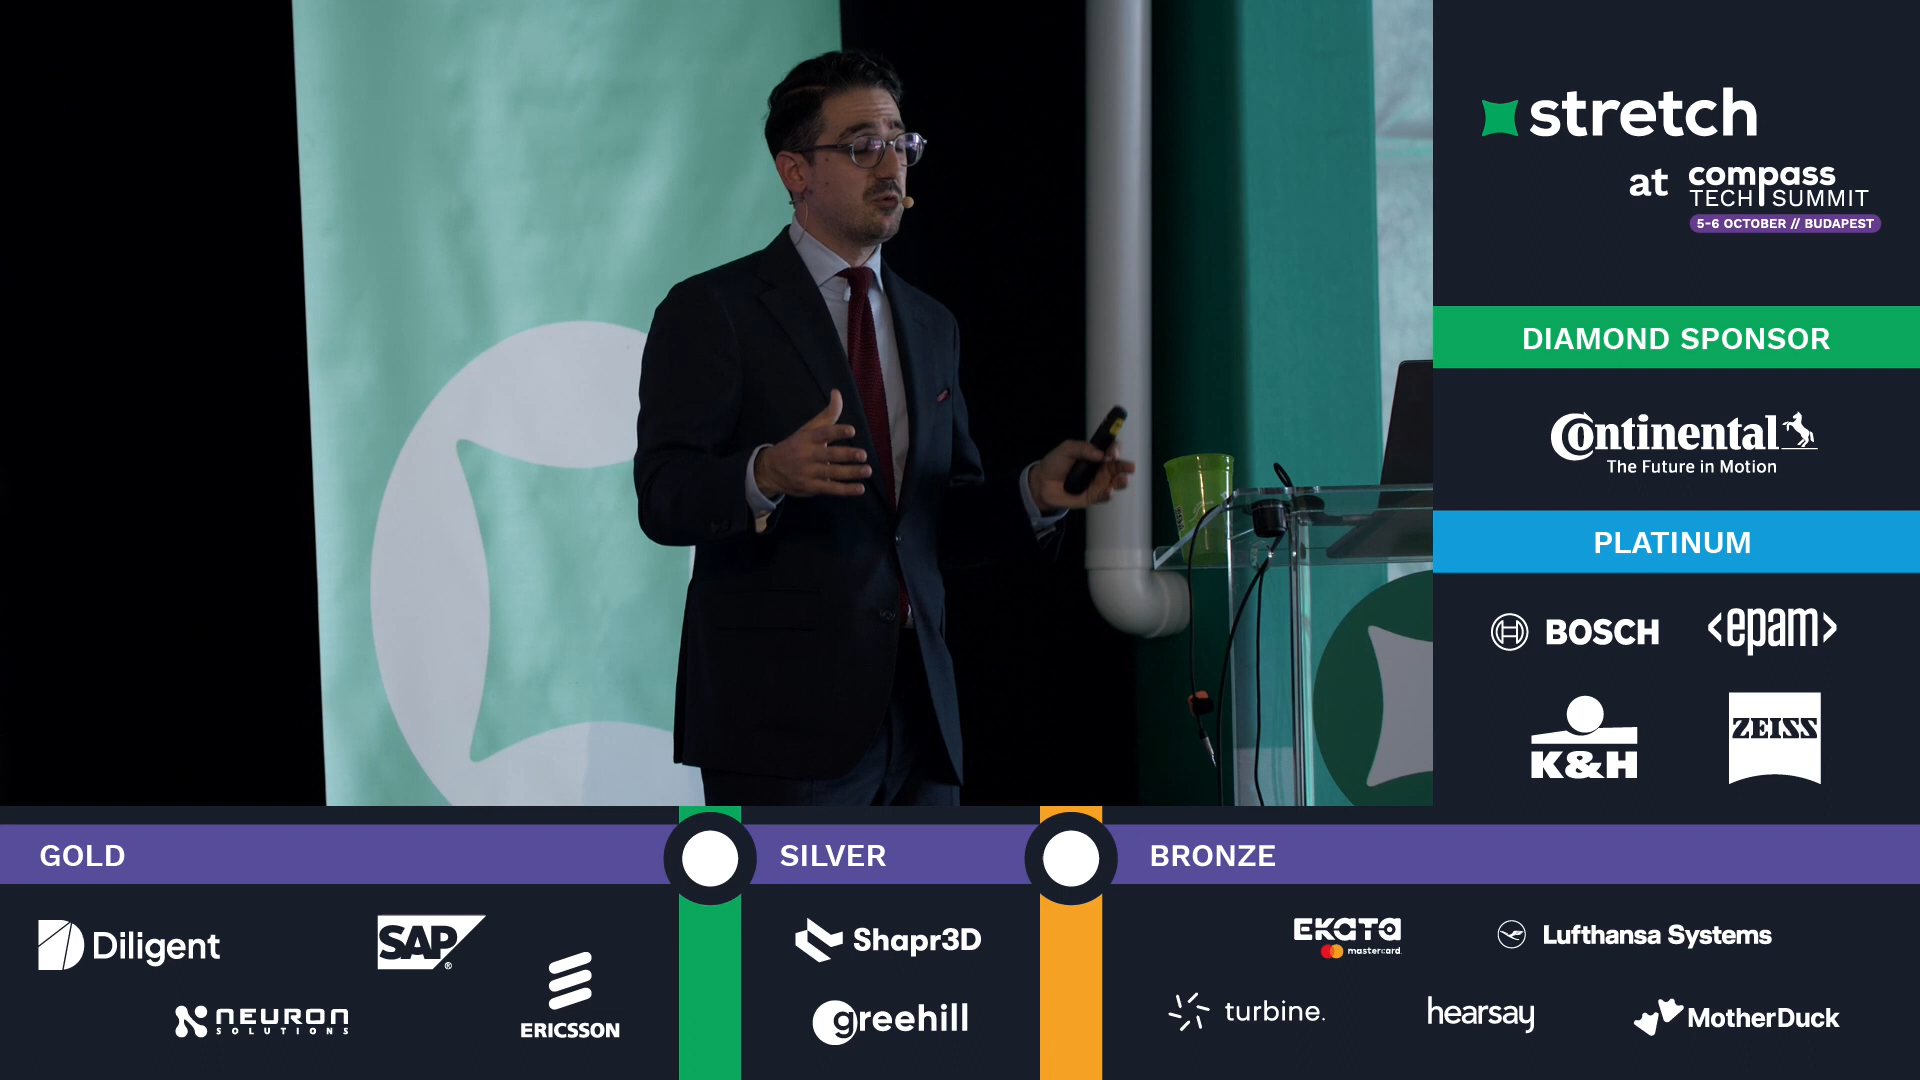 stretch
at compass
TECH SUMMIT
5-6 OCTOBER // BUDAPEST
DIAMOND SPONSOR
Continental
The Future in Motion
PLATINUM
BOSCH
<epam>
K&H
ZEISS
GOLD
SILVER
BRONZE
Diligent
SAP®
NEURON
SOLUTIONS
ERICSSON
Shapr3D
greehill
EKATA
mastercard.
Lufthansa Systems
turbine.
hearsay
MotherDuck